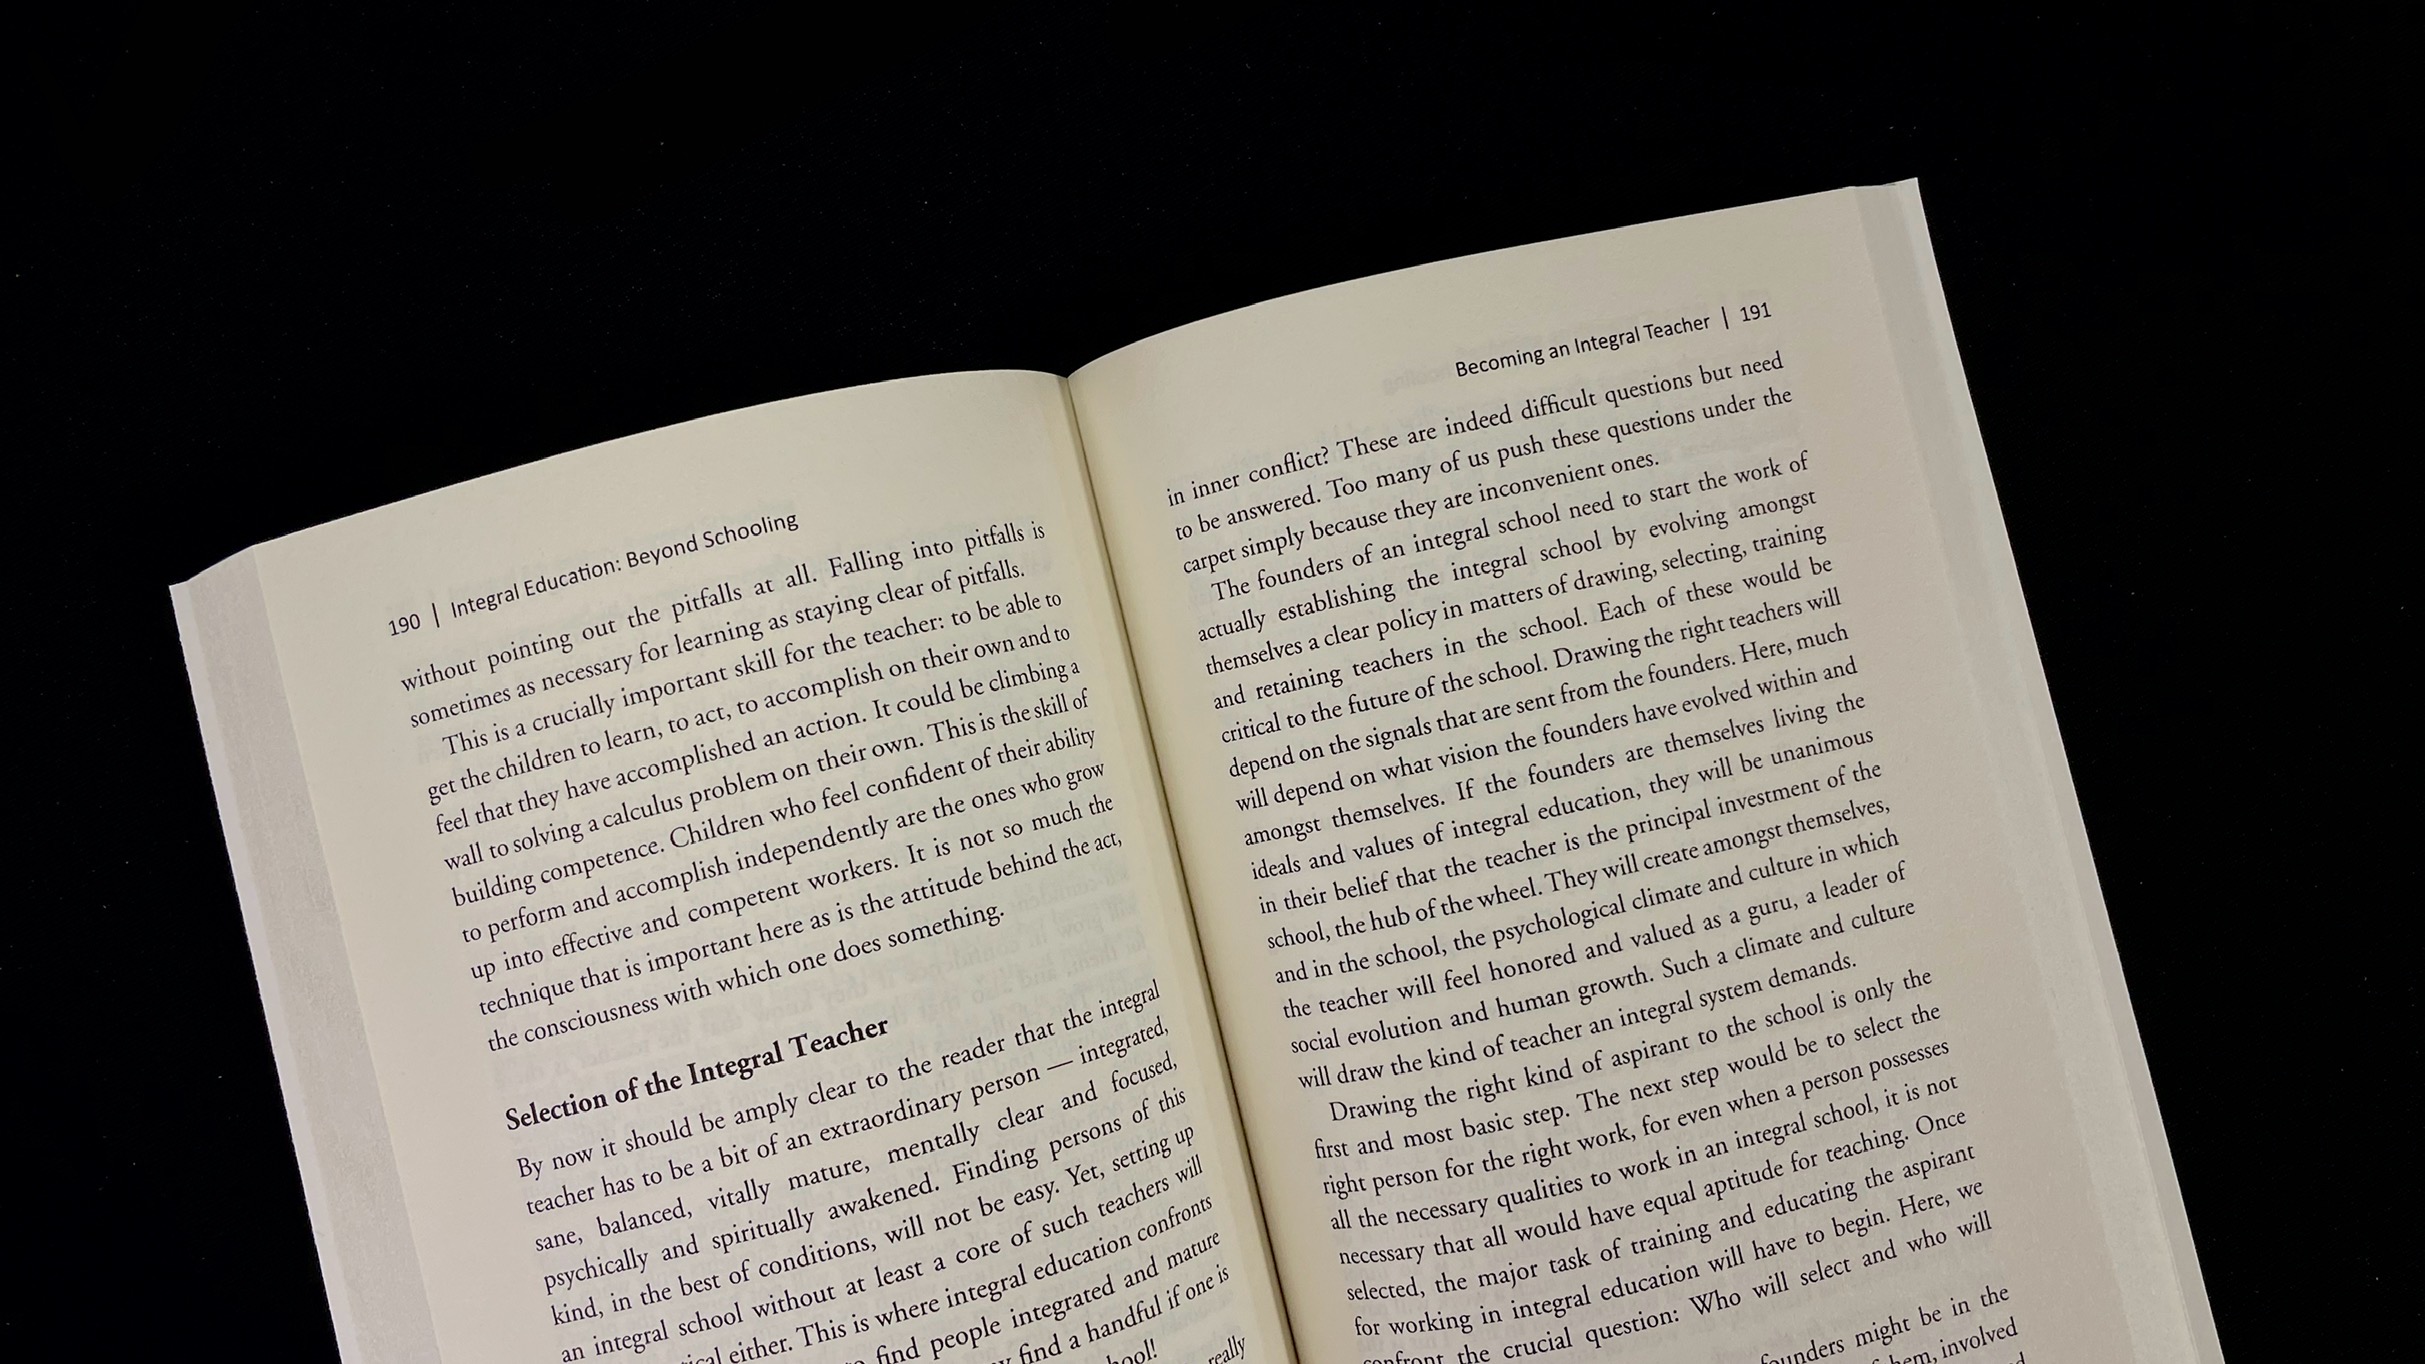 190 | Integral Education: Beyond Schooling
without pointing out the pitfalls at all. Falling into pitfalls is
sometimes as necessary for learning as staying clear of pitfalls.
This is a crucially important skill for the teacher: to be able to
get the children to learn, to act, to accomplish on their own and to
feel that they have accomplished an action. It could be climbing a
wall to solving a calculus problem on their own. This is the skill of
building competence. Children who feel confident of their ability
to perform and accomplish independently are the ones who grow
up into effective and competent workers. It is not so much the
technique that is important here as is the attitude behind the act,
the consciousness with which one does something.
Selection of the Integral Teacher
By now it should be amply clear to the reader that the integral
teacher has to be a bit of an extraordinary person — integrated,
sane, balanced, vitally mature, mentally clear and focused,
psychically and spiritually awakened. Finding persons of this
kind, in the best of conditions, will not be easy. Yet, setting up
an integral school without at least a core of such teachers will
either. This is where integral education confronts
find people integrated and mature
find a handful if one is
really
Becoming an Integral Teacher | 191
in inner conflict? These are indeed difficult questions but need
to be answered. Too many of us push these questions under the
carpet simply because they are inconvenient ones.
The founders of an integral school need to start the work of
actually establishing the integral school by evolving amongst
themselves a clear policy in matters of drawing, selecting, training
and retaining teachers in the school. Each of these would be
critical to the future of the school. Drawing the right teachers will
depend on the signals that are sent from the founders. Here, much
will depend on what vision the founders have evolved within and
amongst themselves. If the founders are themselves living the
ideals and values of integral education, they will be unanimous
in their belief that the teacher is the principal investment of the
school, the hub of the wheel. They will create amongst themselves,
and in the school, the psychological climate and culture in which
the teacher will feel honored and valued as a guru, a leader of
social evolution and human growth. Such a climate and culture
will draw the kind of teacher an integral system demands.
Drawing the right kind of aspirant to the school is only the
first and most basic step. The next step would be to select the
right person for the right work, for even when a person possesses
all the necessary qualities to work in an integral school, it is not
necessary that all would have equal aptitude for teaching. Once
selected, the major task of training and educating the aspirant
for working in integral education will have to begin. Here, we
confront the crucial question: Who will select and who will
founders might be in the
involved